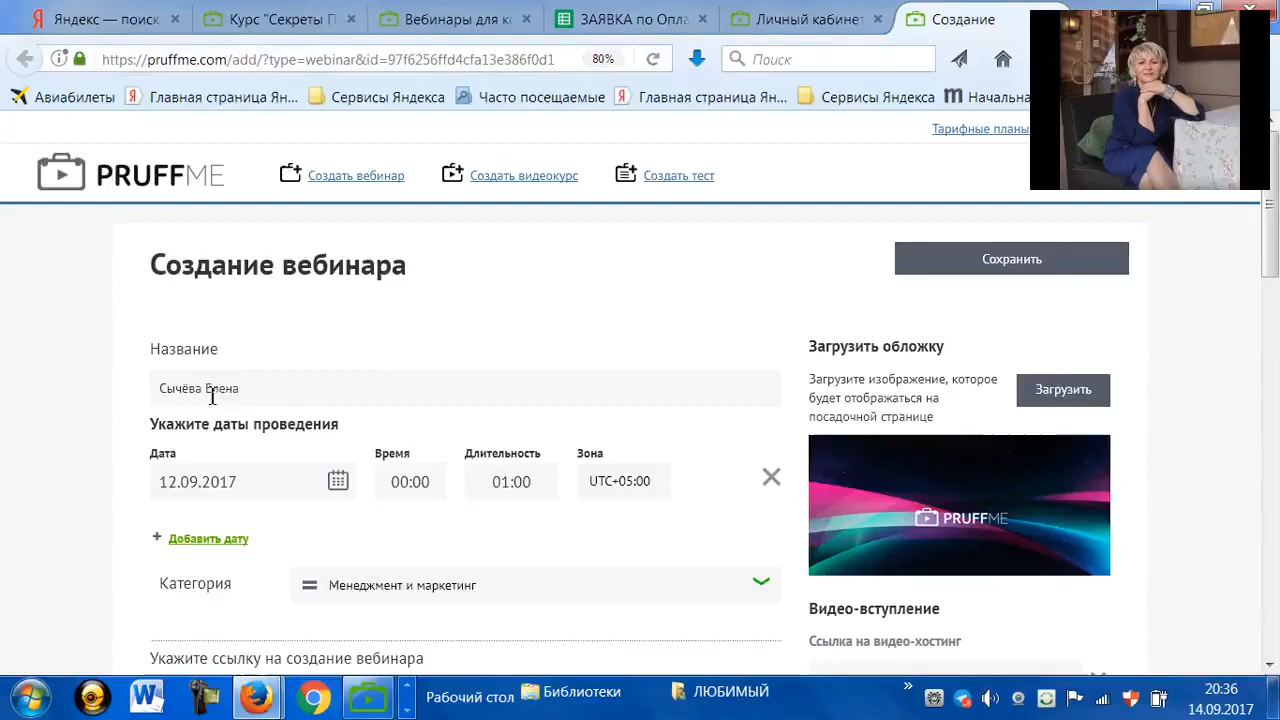 Яндекс — поиск
Курс "Секреты П
Вебинары для
ЗАЯВКА по Опла
Личный кабинет
Создание
https://pruffme.com/add/?type=webinar&id=97f6256ffd4cfa13e386f0d1
80%
Поиск
Авиабилеты
Главная страница Ян...
Сервисы Яндекса
Часто посещаемые
Главная страница Ян...
Сервисы Яндекса
Начальна
Тарифные планы
PRUFFME
Создать вебинар
Создать видеокурс
Создать тест
Создание вебинара
Сохранить
Название
Сычёва Елена
Укажите даты проведения
Дата
Время
Длительность
Зона
12.09.2017
00:00
01:00
UTC+05:00
+ Добавить дату
Категория
Менеджмент и маркетинг
Укажите ссылку на создание вебинара
Загрузить обложку
Загрузите изображение, которое
будет отображаться на
посадочной странице
Загрузить
PRUFFME
Видео-вступление
Ссылка на видео-хостинг
Рабочий стол
Библиотеки
ЛЮБИМЫЙ
»
20:36
14.09.2017